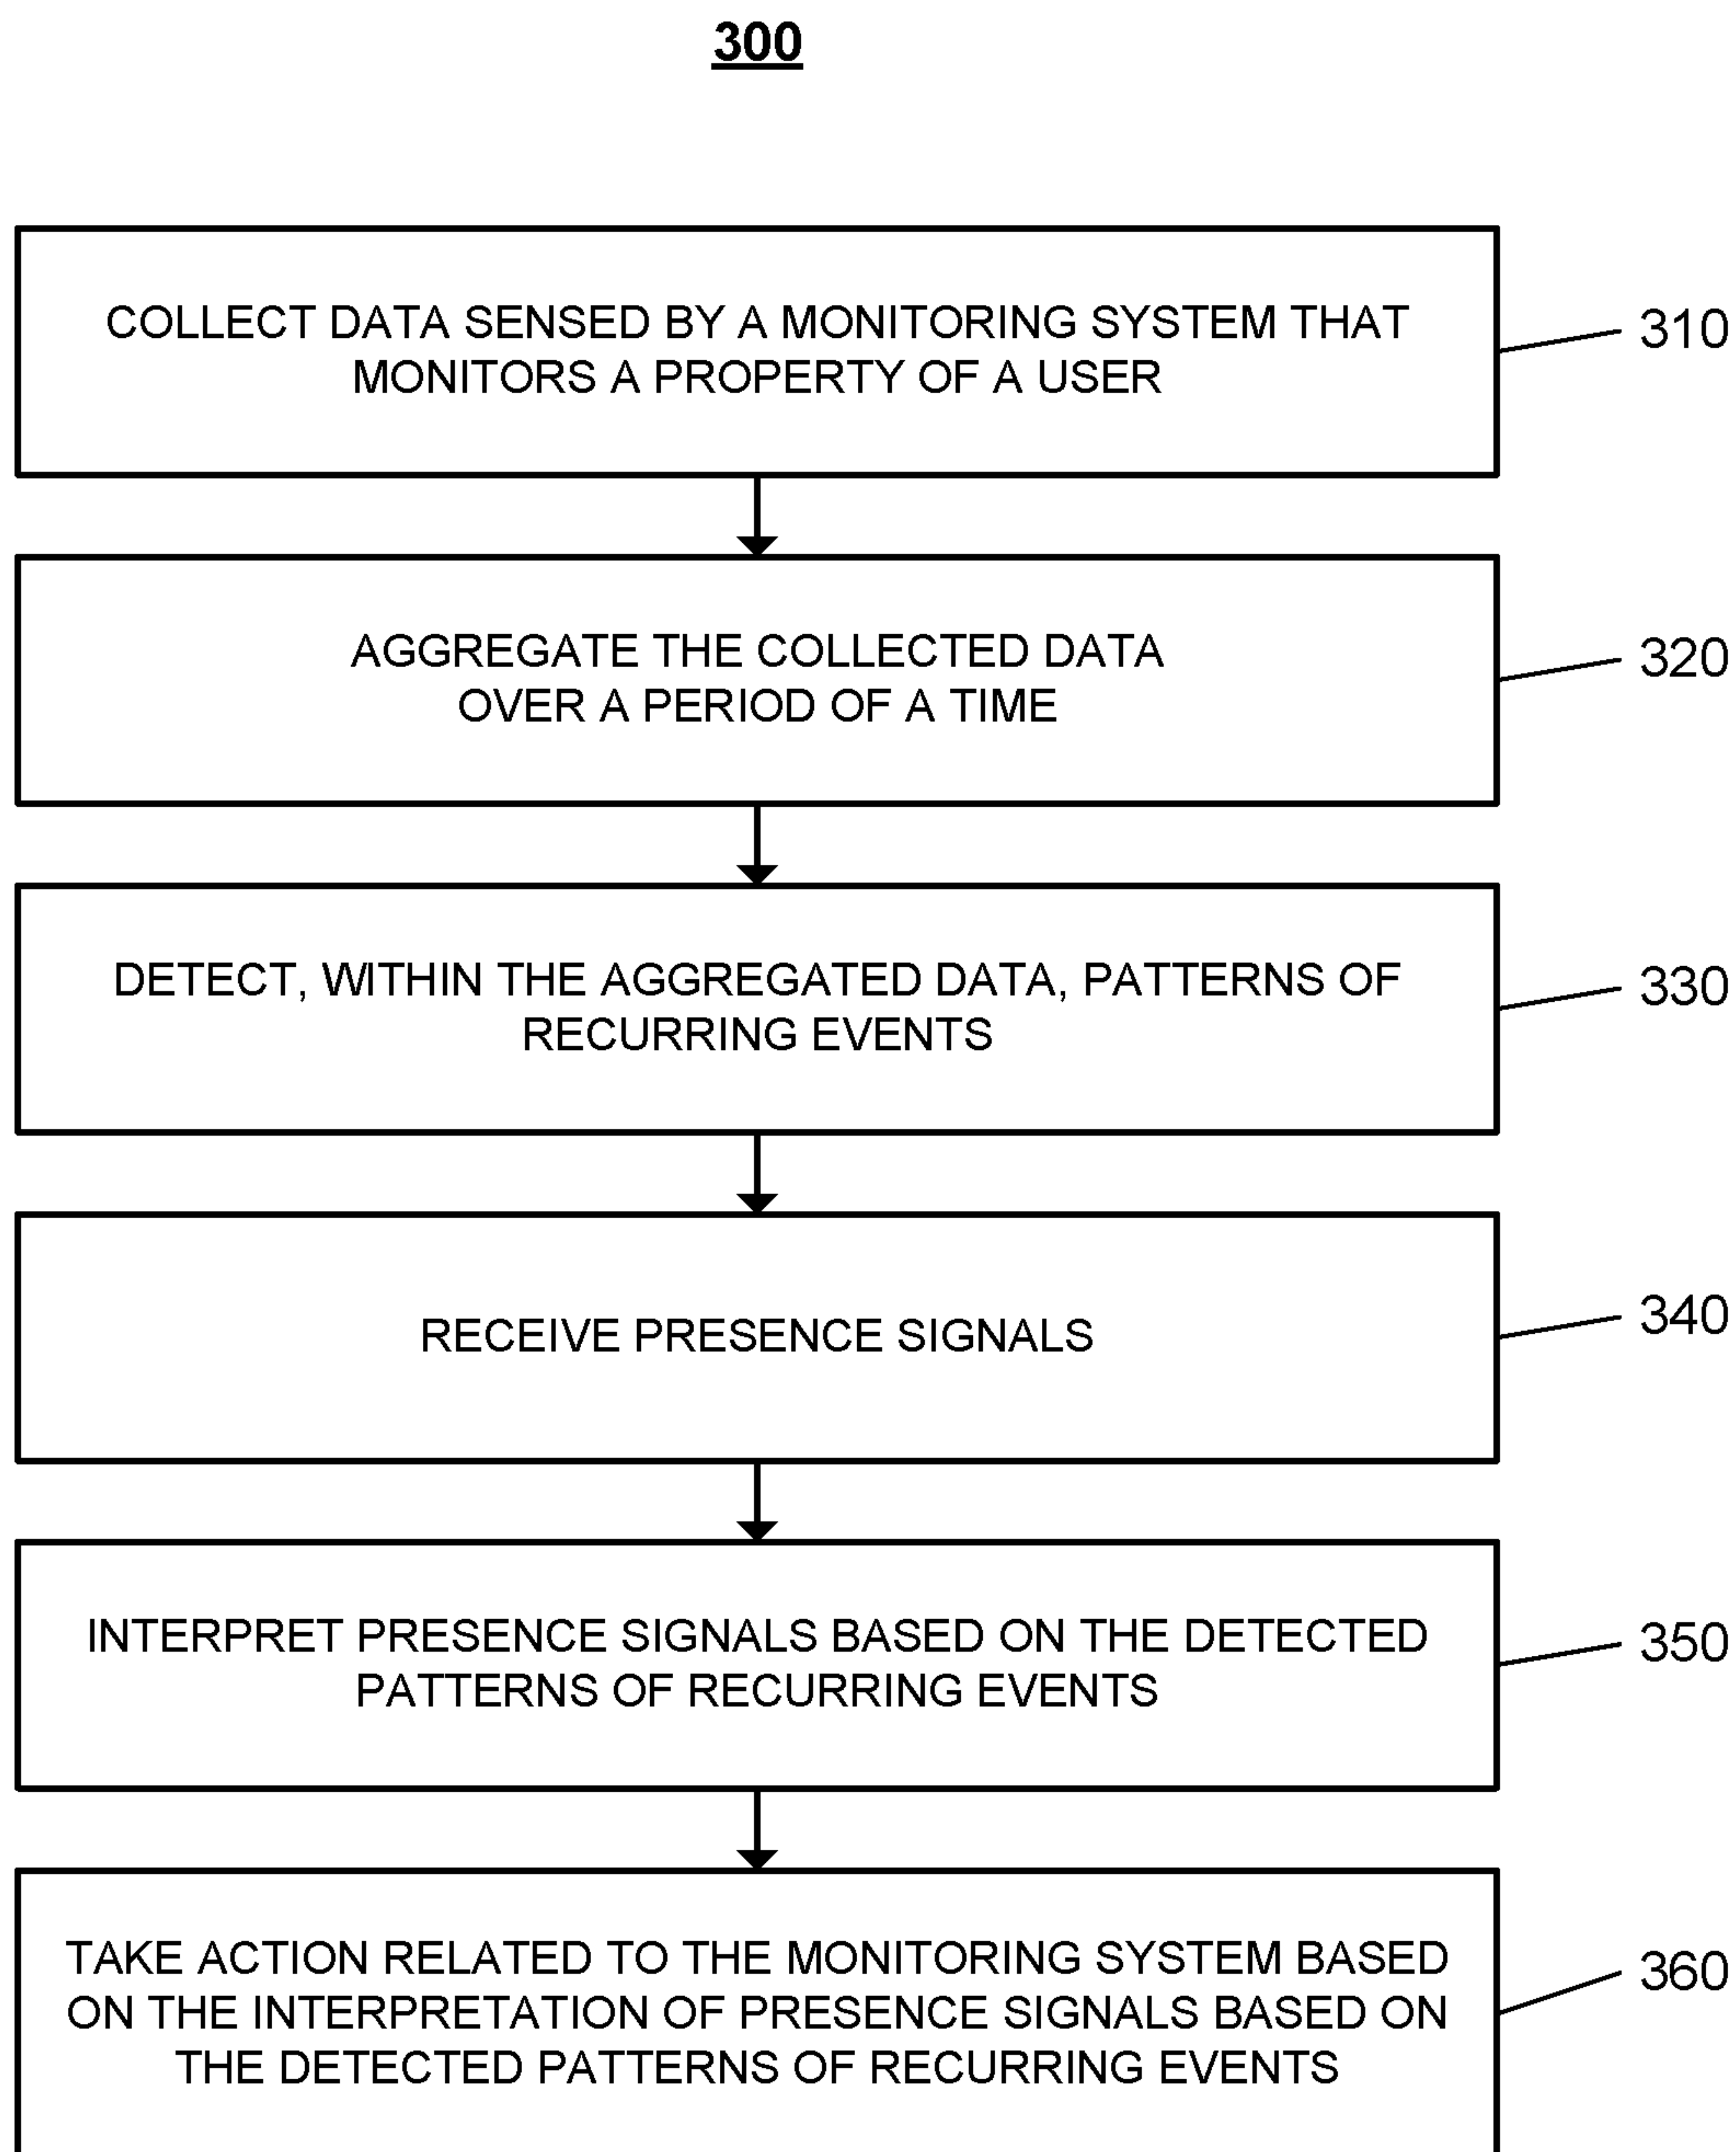 300
COLLECT DATA SENSED BY A MONITORING SYSTEM THAT
MONITORS A PROPERTY OF A USER
310
AGGREGATE THE COLLECTED DATA
OVER A PERIOD OF A TIME
320
DETECT, WITHIN THE AGGREGATED DATA, PATTERNS OF
RECURRING EVENTS
330
RECEIVE PRESENCE SIGNALS
340
INTERPRET PRESENCE SIGNALS BASED ON THE DETECTED
PATTERNS OF RECURRING EVENTS
350
TAKE ACTION RELATED TO THE MONITORING SYSTEM BASED
ON THE INTERPRETATION OF PRESENCE SIGNALS BASED ON
THE DETECTED PATTERNS OF RECURRING EVENTS
360